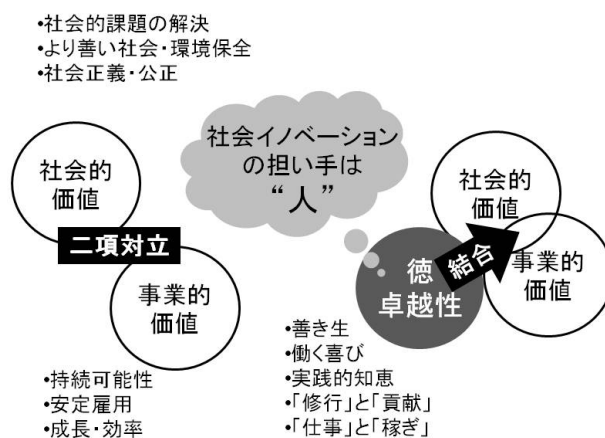 •社会的課題の解決
•より善い社会・環境保全
•社会正義・公正
社会イノベーション
の担い手は
“人”
社会的
価値
二項対立
事業的
価値
•持続可能性
•安定雇用
•成長・効率
社会的
価値
結合
事業的
価値
徳
卓越性
•善き生
•働く喜び
•実践的知恵
•「修行」と「貢献」
•「仕事」と「稼ぎ」